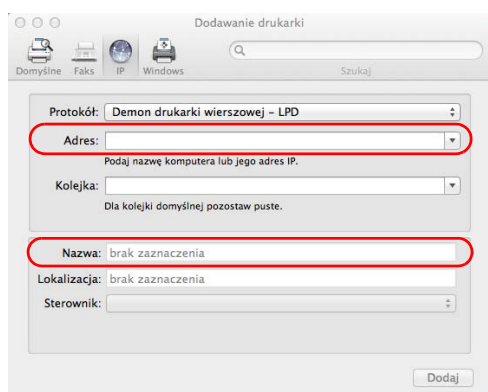 Dodawanie drukarki
Domyślne Faks IP Windows Szukaj
Protokół: Demon drukarki wierszowej – LPD
Adres:
Podaj nazwę komputera lub jego adres IP.
Kolejka:
Dla kolejki domyślnej pozostaw puste.
Nazwa: brak zaznaczenia
Lokalizacja: brak zaznaczenia
Sterownik:
Dodaj